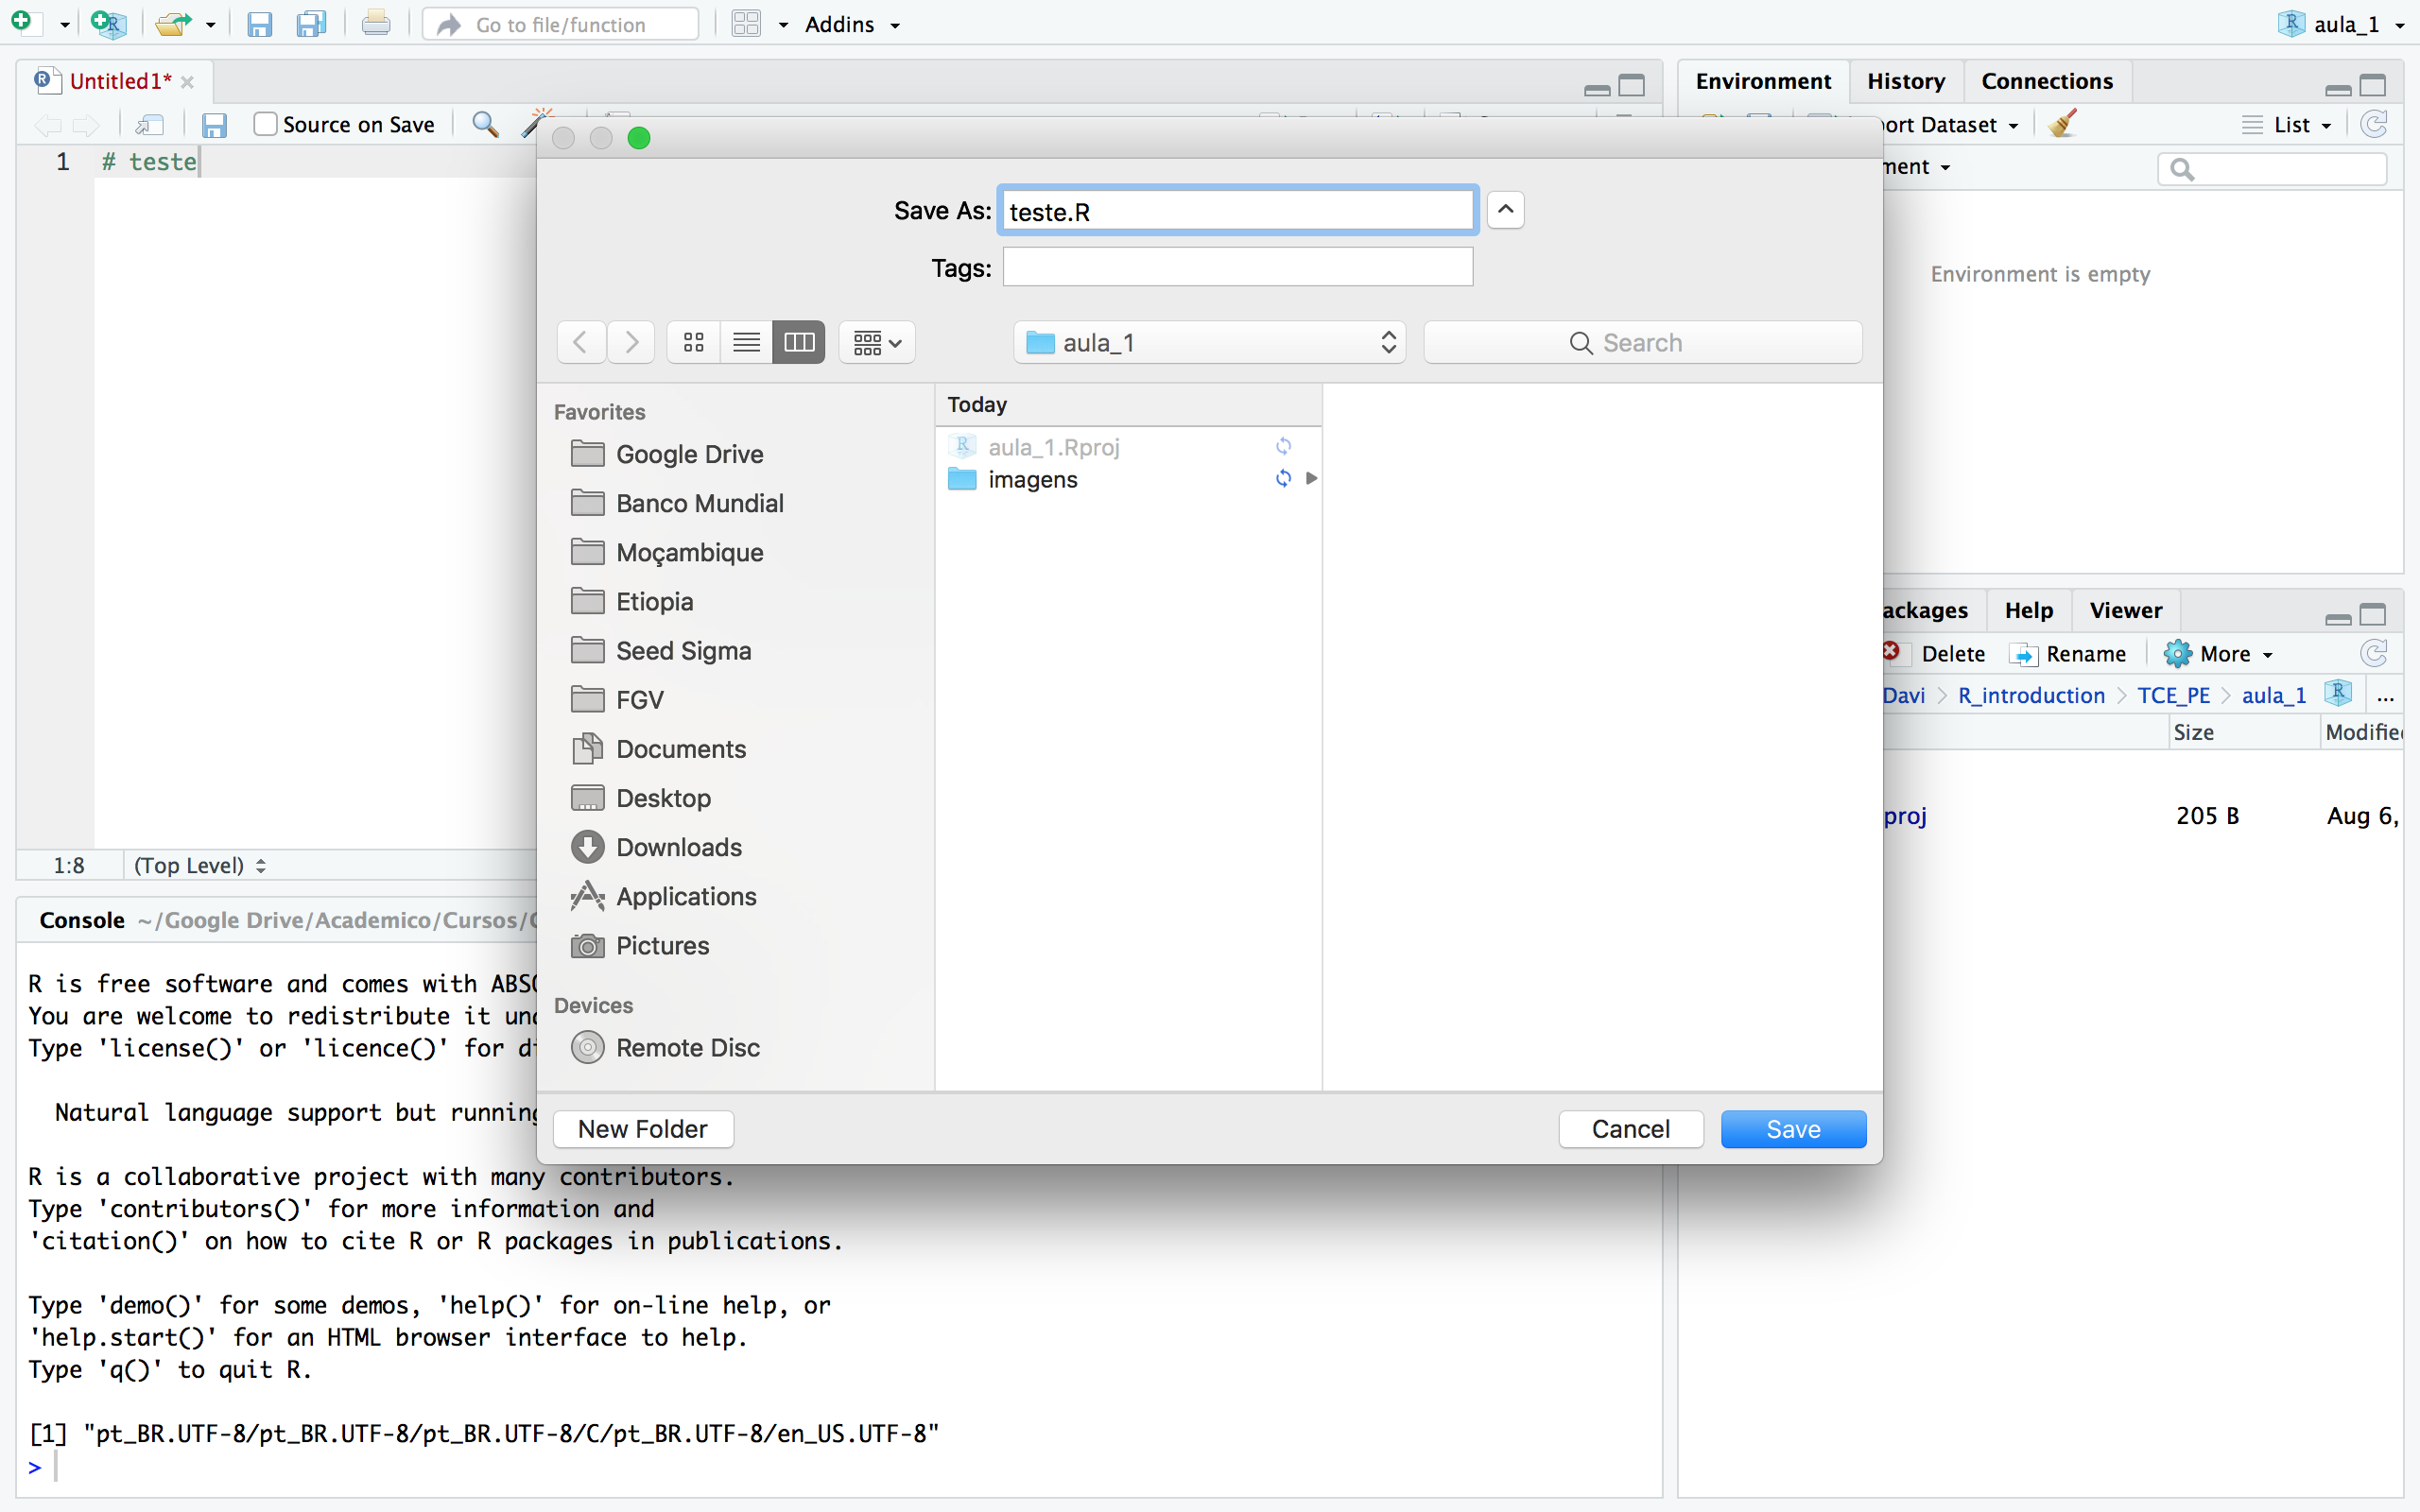 Go to file/function
Addins
aula_1
Untitled1*
Source on Save
1 # teste
1:8 (Top Level)
Console ~/Google Drive/Academico/Cursos/
R is free software and comes with
You are welcome to redistribute it
Type 'license()' or 'licence()' for
Natural language support but running
R is a collaborative project with many contributors.
Type 'contributors()' for more information and
'citation()' on how to cite R or R packages in publications.
Type 'demo()' for some demos, 'help()' for on-line help, or
'help.start()' for an HTML browser interface to help.
Type 'q()' to quit R.
[1] "pt_BR.UTF-8/pt_BR.UTF-8/pt_BR.UTF-8/C/pt_BR.UTF-8/en_US.UTF-8"
>
Save As: teste.R
Tags:
aula_1
Search
Favorites
Google Drive
Banco Mundial
Moçambique
Etiopia
Seed Sigma
FGV
Documents
Desktop
Downloads
Applications
Pictures
Devices
Remote Disc
Today
aula_1.Rproj
imagens
New Folder
Cancel
Save
Environment
History
Connections
ort Dataset
List
ment
Environment is empty
ackages
Help
Viewer
Delete
Rename
More
Davi
R_introduction
TCE_PE
aula_1
...
Size
Modified
proj
205 B
Aug 6,